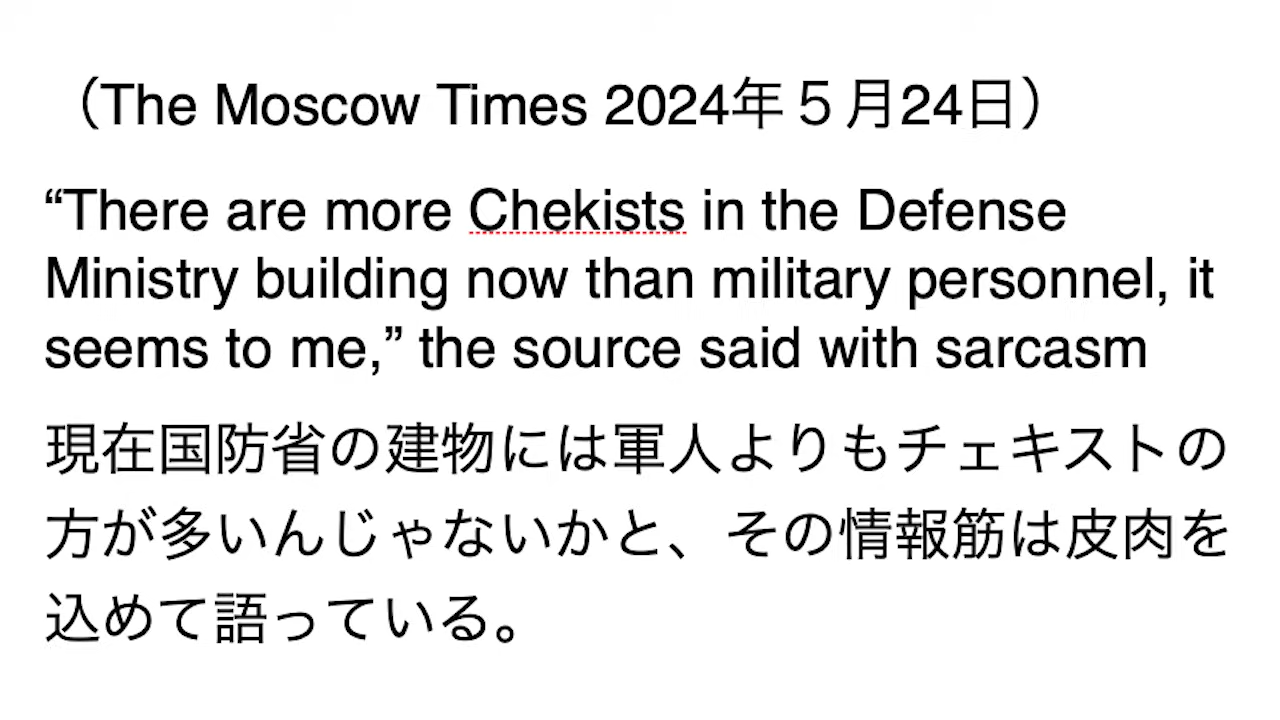 （The Moscow Times 2024年５月24日）
“There are more Chekists in the Defense
Ministry building now than military personnel, it
seems to me,” the source said with sarcasm
現在国防省の建物には軍人よりもチェキストの
方が多いんじゃないかと、その情報筋は皮肉を
込めて語っている。